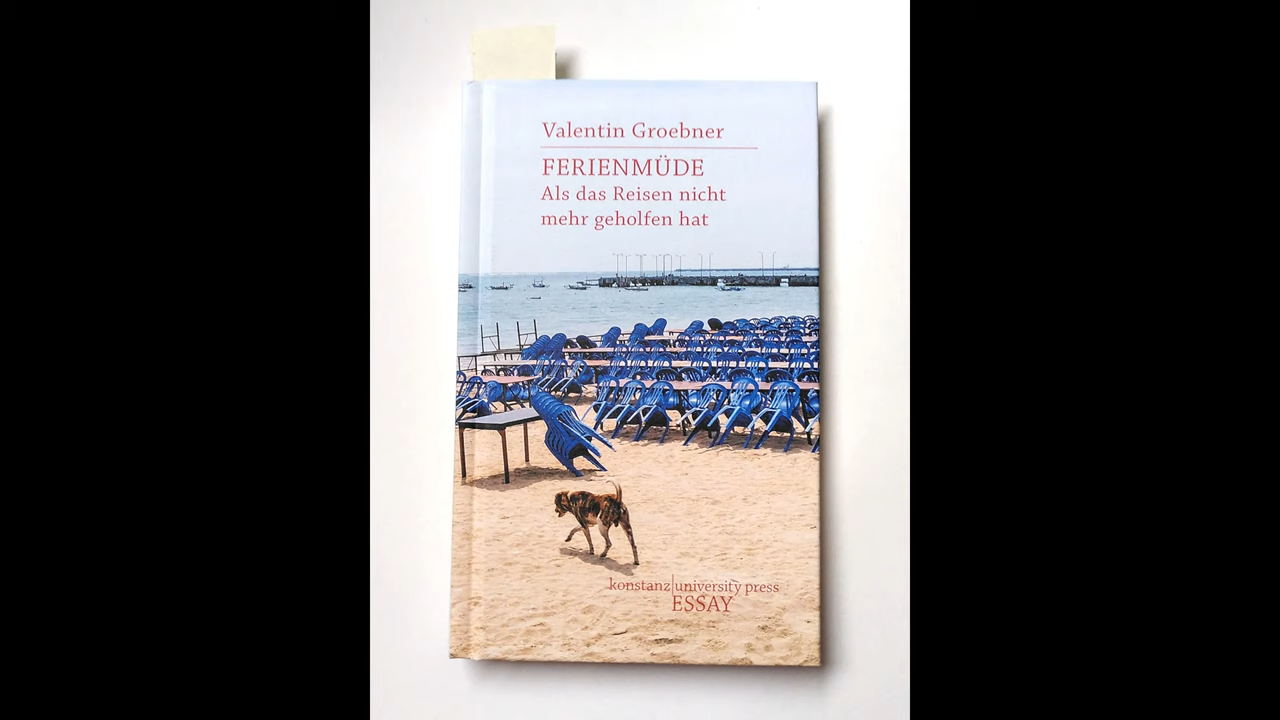 Valentin Groebner
FERIENMÜDE
Als das Reisen nicht
mehr geholfen hat
konstanz|university press
ESSAY